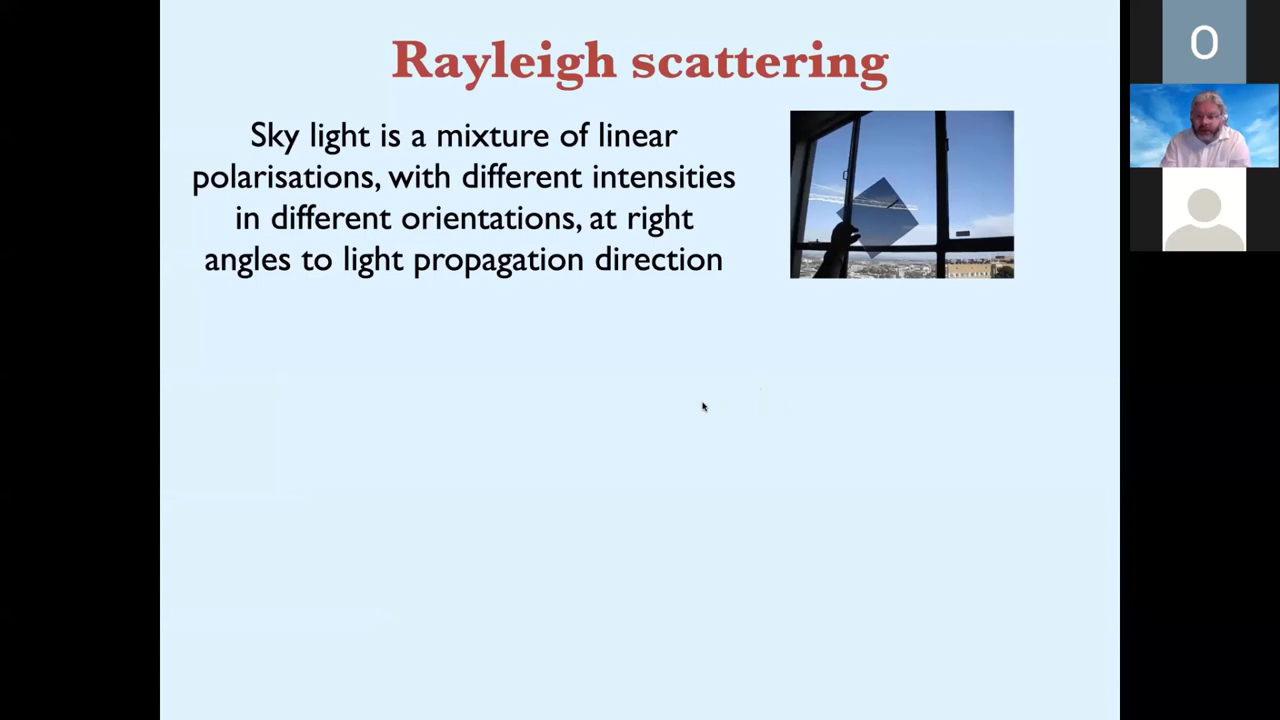 Rayleigh scattering
Sky light is a mixture of linear
polarisations, with different intensities
in different orientations, at right
angles to light propagation direction
O